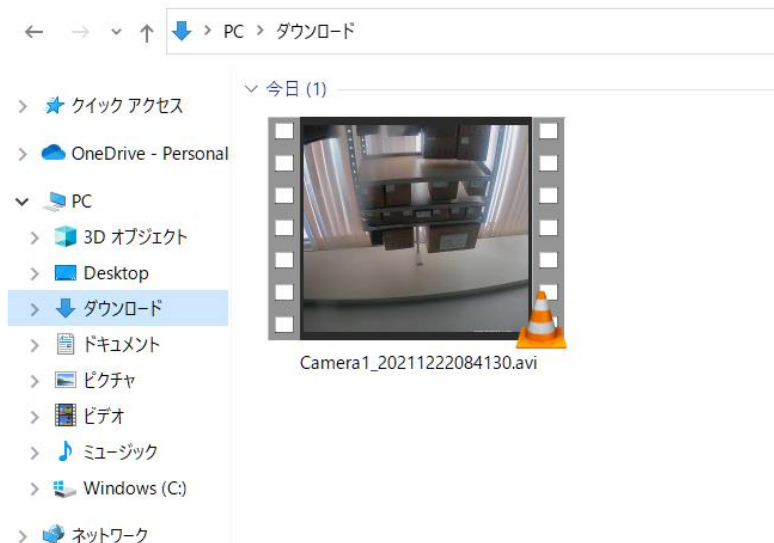 PC > ダウンロード
今日 (1)
クイック アクセス
OneDrive - Personal
PC
3D オブジェクト
Desktop
ダウンロード
ドキュメント
ピクチャ
ビデオ
ミュージック
Windows (C:)
ネットワーク
Camera1_20211222084130.avi